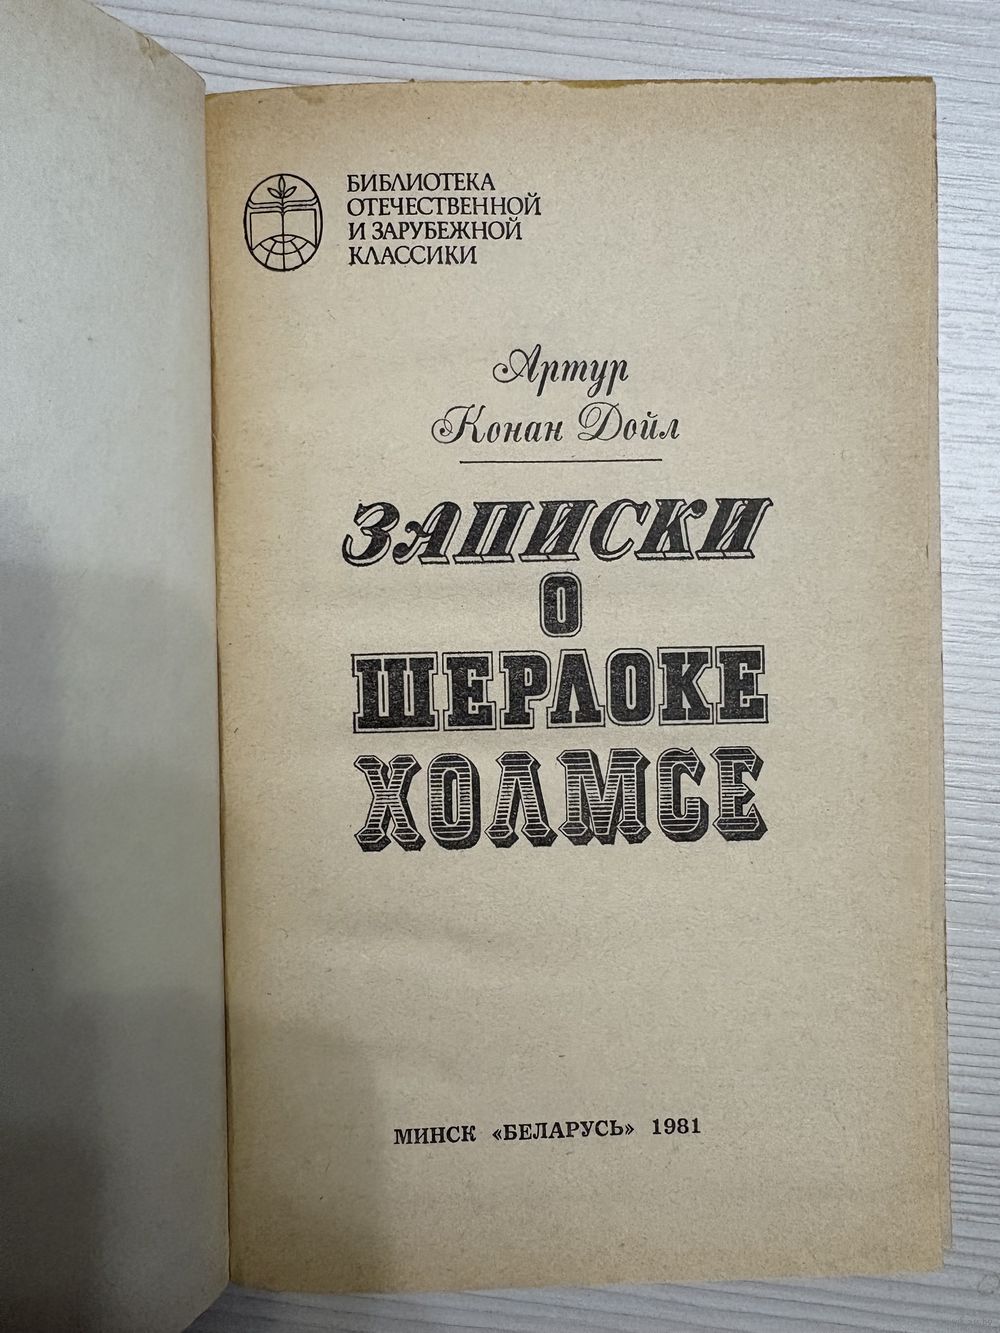 БИБЛИОТЕКА
ОТЕЧЕСТВЕННОЙ
И ЗАРУБЕЖНОЙ
КЛАССИКИ
Артур
Конан Дойл
ЗАПИСКИ
О
ШЕРЛОКЕ
ХОЛМСЕ
МИНСК «БЕЛАРУСЬ» 1981